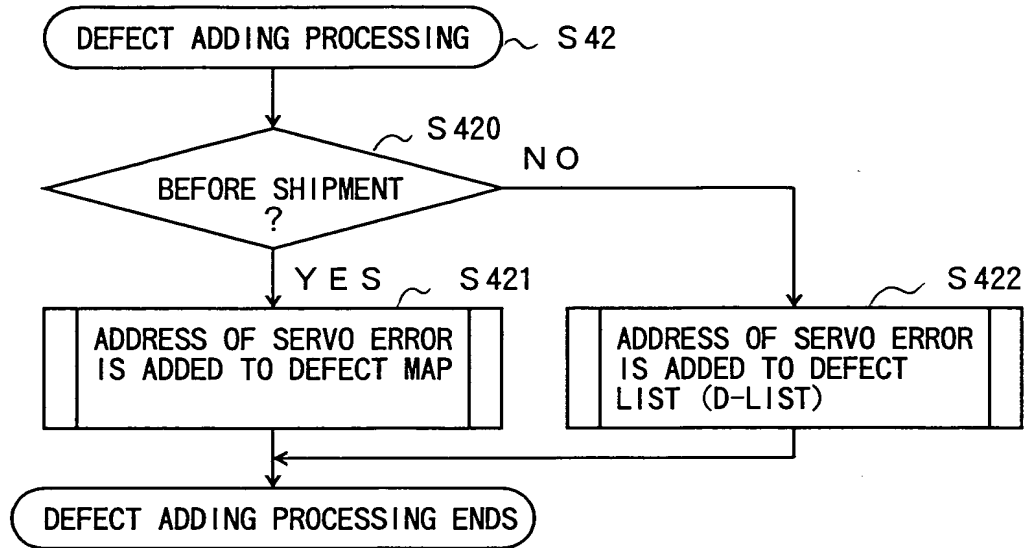 DEFECT ADDING PROCESSING
S42
S420
BEFORE SHIPMENT
?
NO
YES
S421
ADDRESS OF SERVO ERROR
IS ADDED TO DEFECT MAP
S422
ADDRESS OF SERVO ERROR
IS ADDED TO DEFECT
LIST (D-LIST)
DEFECT ADDING PROCESSING ENDS